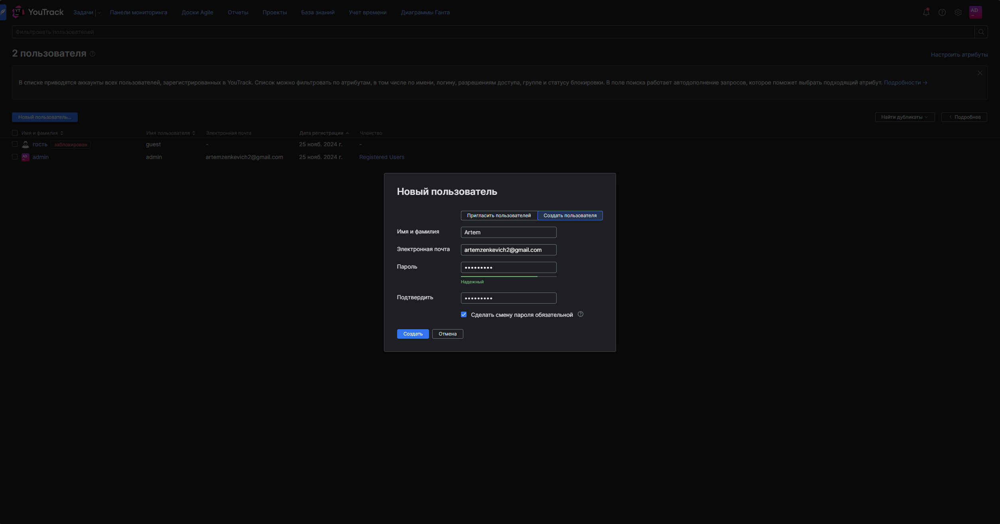 YouTrack Задачи Панели мониторинга Доски Agile Отчеты Проекты База знаний Учет времени Диаграммы Ганта AD
Фильтровать пользователей
2 пользователя
Настроить атрибуты
В списке приводятся аккаунты всех пользователей, зарегистрированных в YouTrack. Список можно фильтровать по атрибутам, в том числе по имени, логину, разрешениям доступа, группе и статусу блокировки. В поле поиска работает автодополнение запросов, которое поможет выбрать подходящий атрибут. Подробности →
Новый пользователь... Найти дубликаты Подробнее
Имя и фамилия Имя пользователя Электронная почта Дата регистрации Членство
гость заблокирован guest - 25 нояб. 2024 г. -
AD admin admin artemzenkevich2@gmail.com 25 нояб. 2024 г. Registered Users
Новый пользователь
Пригласить пользователей Создать пользователя
Имя и фамилия Artem
Электронная почта artemzenkevich2@gmail.com
Пароль •••••••••
Надежный
Подтвердить •••••••••
Сделать смену пароля обязательной
Создать Отмена